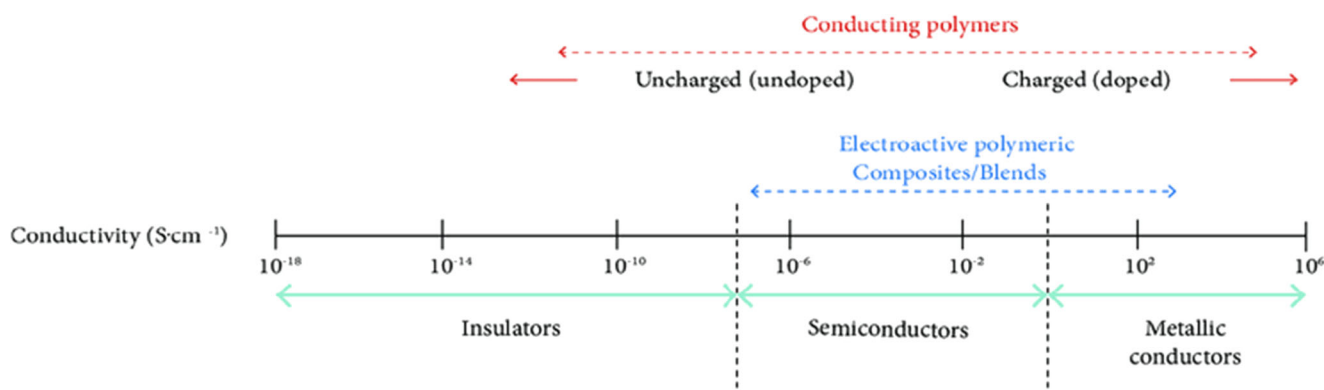 Conducting polymers
Uncharged (undoped) Charged (doped)
Electroactive polymeric
Composites/Blends
Conductivity (S·cm ⁻¹)
10⁻¹⁸ 10⁻¹⁴ 10⁻¹⁰ 10⁻⁶ 10⁻² 10² 10⁶
Insulators Semiconductors Metallic
conductors